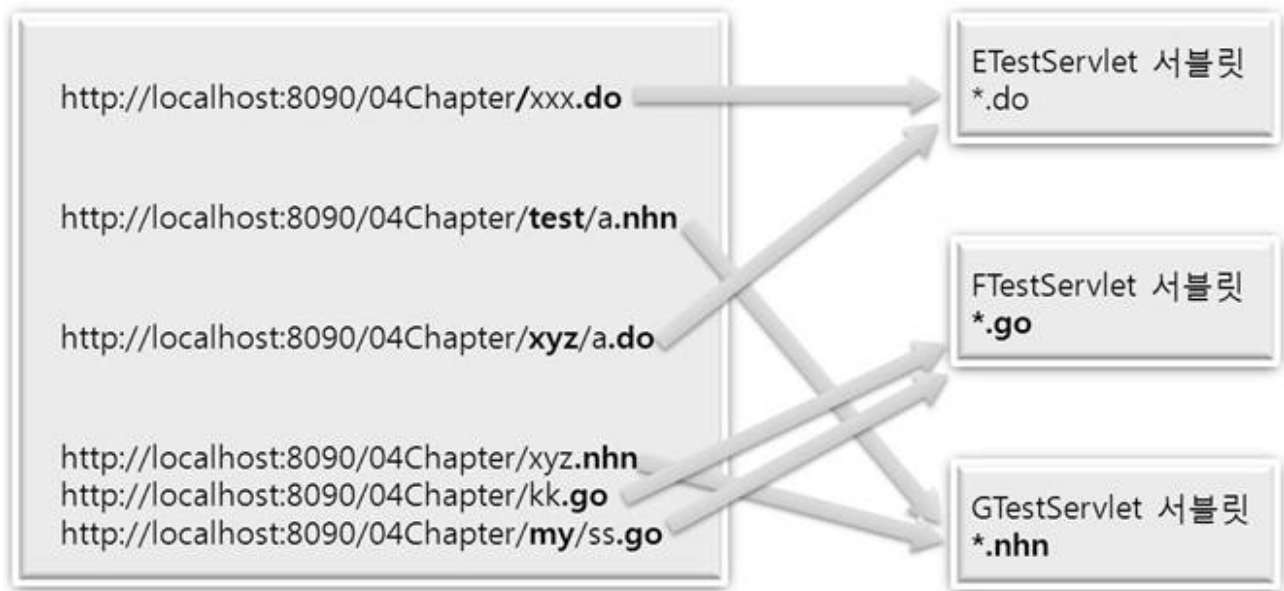 http://localhost:8090/04Chapter/xxx.do
http://localhost:8090/04Chapter/test/a.nhn
http://localhost:8090/04Chapter/xyz/a.do
http://localhost:8090/04Chapter/xyz.nhn
http://localhost:8090/04Chapter/kk.go
http://localhost:8090/04Chapter/my/ss.go
ETestServlet 서블릿
*.do
FTestServlet 서블릿
*.go
GTestServlet 서블릿
*.nhn